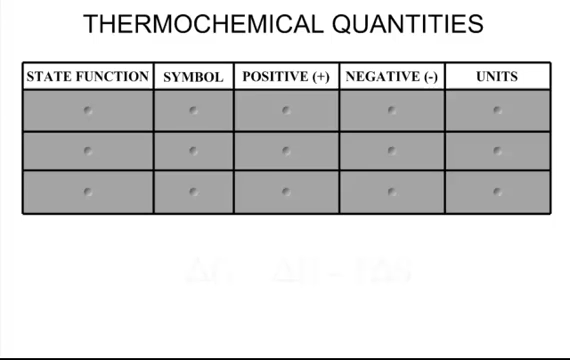 THERMOCHEMICAL QUANTITIES
STATE FUNCTION SYMBOL POSITIVE (+) NEGATIVE (-) UNITS